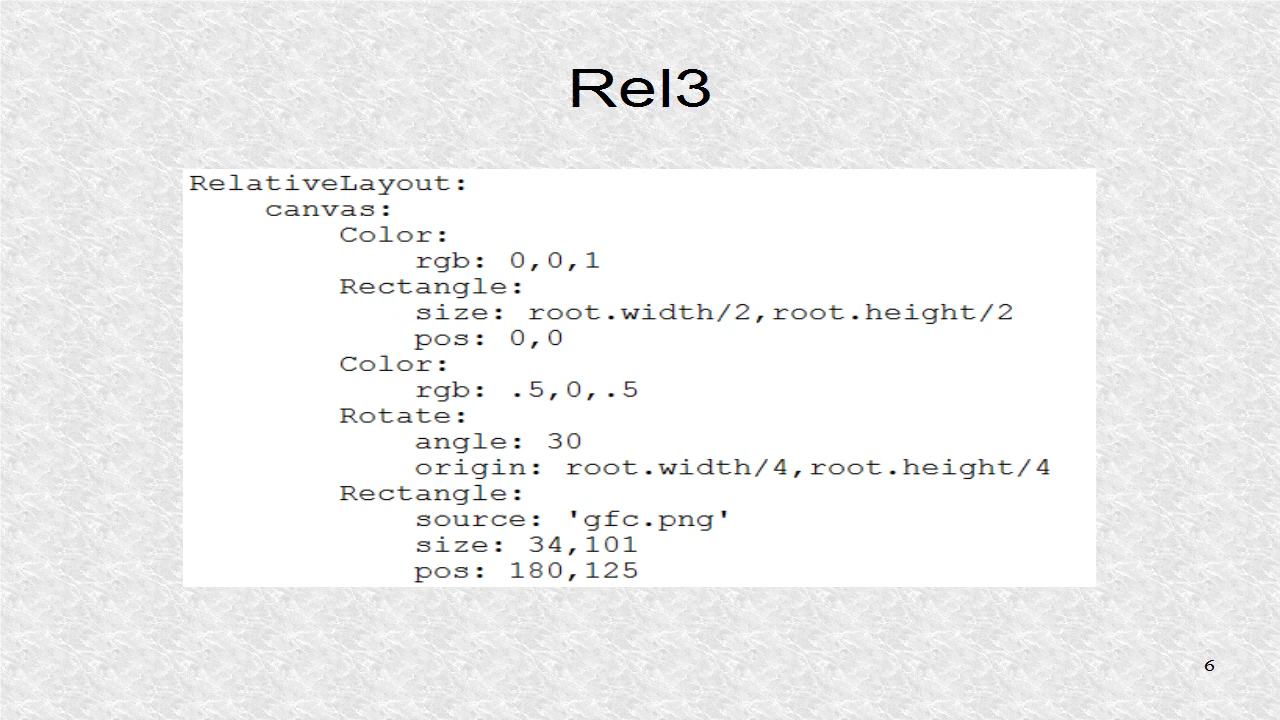 Rel3
RelativeLayout:
    canvas:
        Color:
            rgb: 0,0,1
        Rectangle:
            size: root.width/2,root.height/2
            pos: 0,0
        Color:
            rgb: .5,0,.5
        Rotate:
            angle: 30
            origin: root.width/4,root.height/4
        Rectangle:
            source: 'gfc.png'
            size: 34,101
            pos: 180,125
6